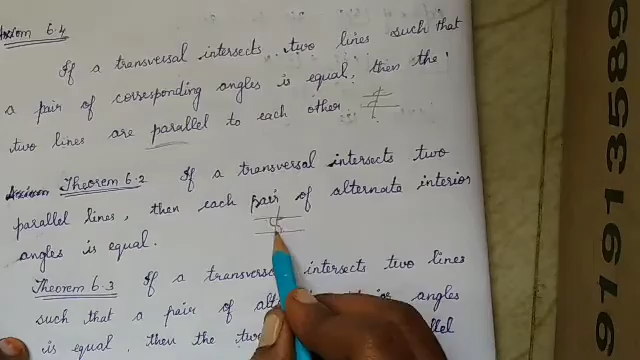 Axiom 6.4
If a transversal intersects two lines such that
a pair of corresponding angles is equal, then the
two lines are parallel to each other
Theorem 6.2 If a transversal intersects two
parallel lines, then each pair of alternate interior
angles is equal.
Theorem 6.3 If a transversal intersects two lines
such that a pair of angles
is equal, then the
9191135891